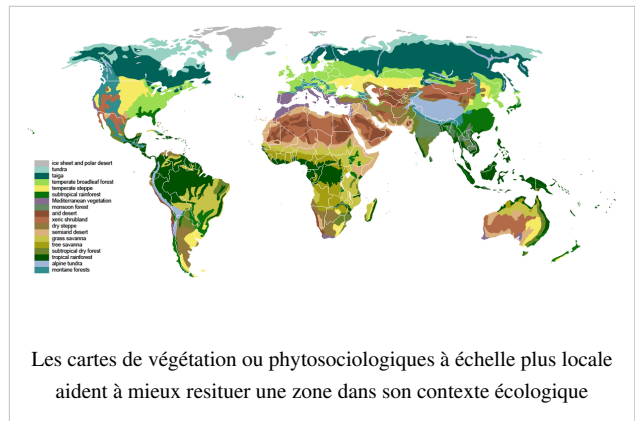 ice sheet and polar desert
tundra
taiga
temperate broadleaf forest
temperate steppe
subtropical rainforest
Mediterranean vegetation
monsoon forest
arid desert
xeric shrubland
dry steppe
semiarid desert
grass savanna
tree savanna
subtropical dry forest
tropical rainforest
alpine tundra
montane forests
Les cartes de végétation ou phytosociologiques à échelle plus locale
aident à mieux resituer une zone dans son contexte écologique